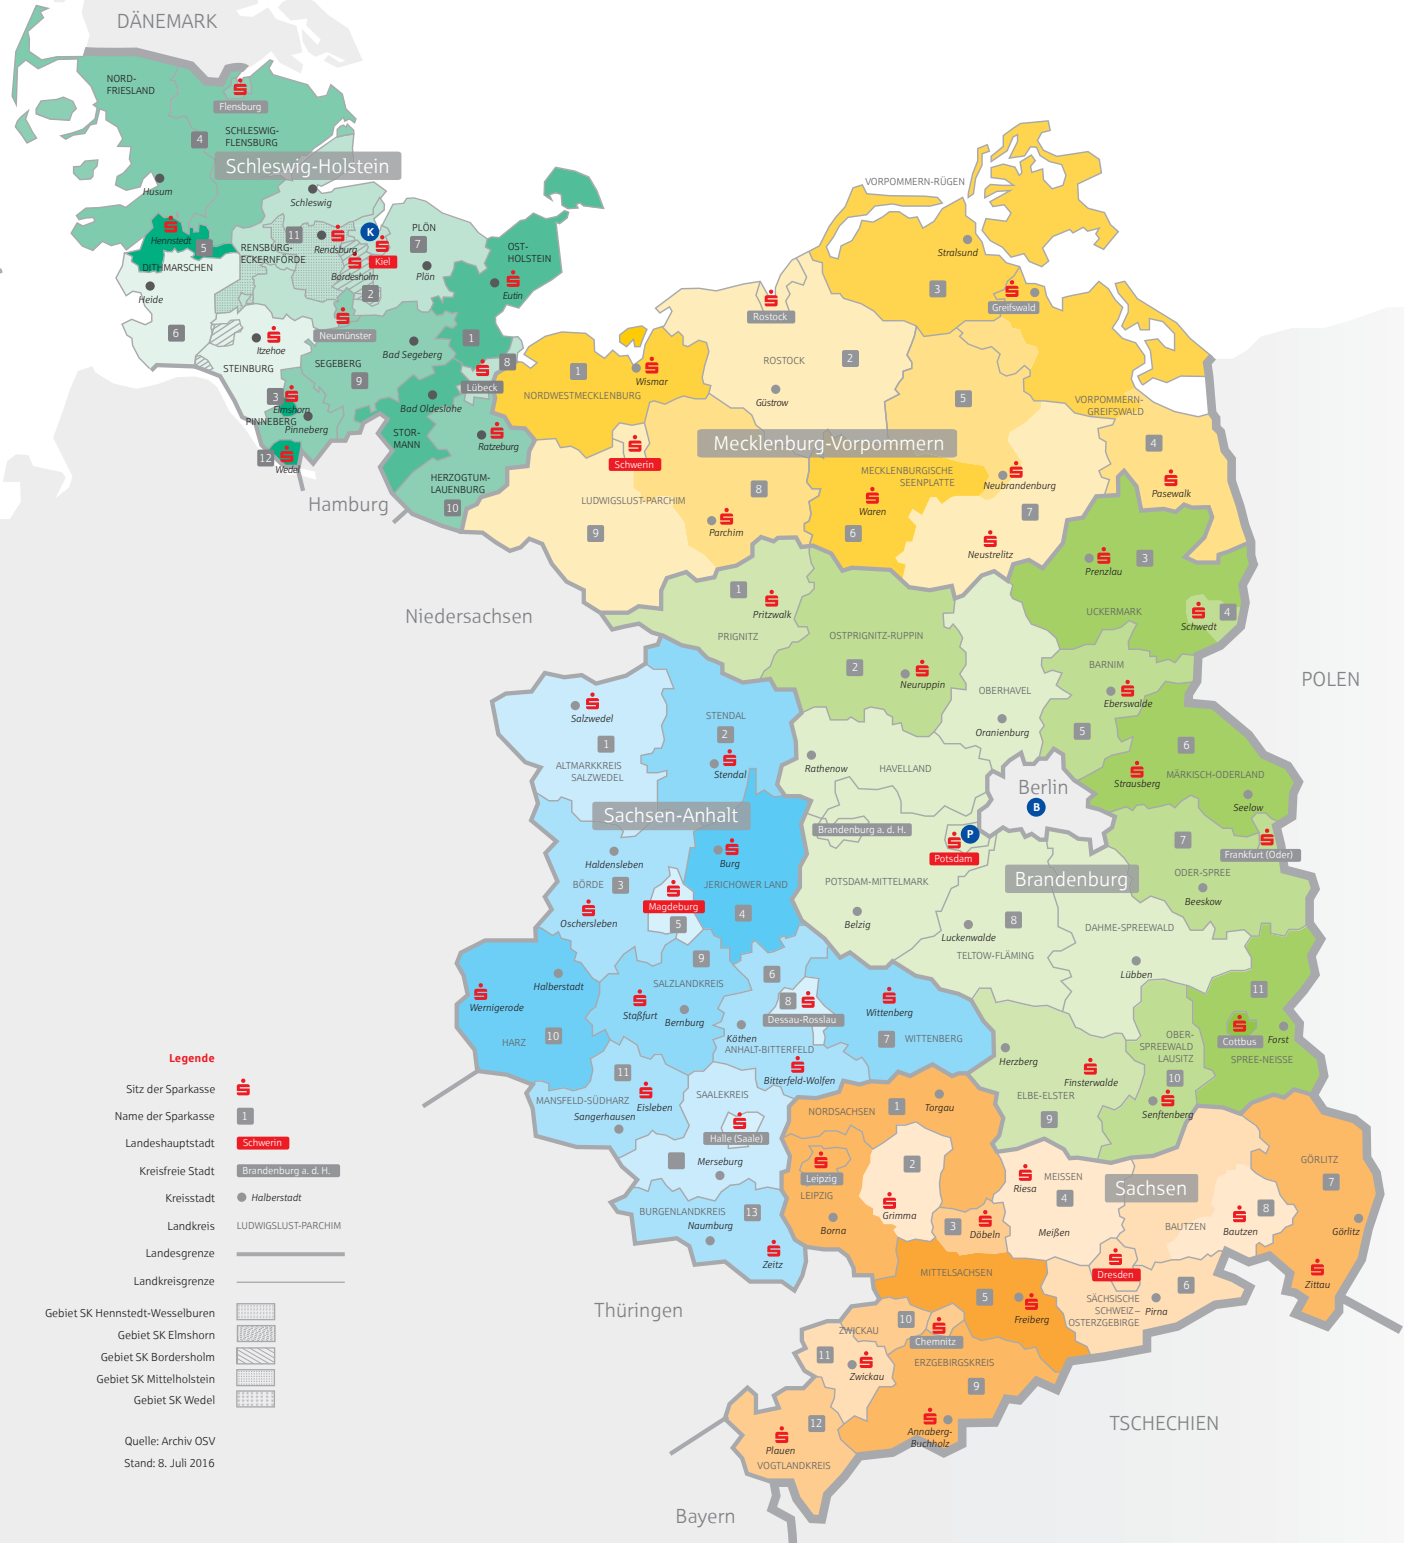 DÄNEMARK
NORD-
FRIESLAND
Flensburg
4
SCHLESWIG-
FLENSBURG
Schleswig-Holstein
Husum
Schleswig
Hennstedt
5
11
Rendsburg
K
Kiel
PLÖN
7
Plön
RENSBURG-
ECKERNFÖRDE
Bordesholm
2
OST-
HOLSTEIN
Eutin
DITHMARSCHEN
Heide
6
Neumünster
Itzehoe
STEINBURG
SEGEBERG
9
Bad Segeberg
1
8
Lübeck
3
Elmshorn
PINNEBERG
Pinneberg
Bad Oldeslohe
STOR-
MANN
Ratzeburg
12
Wedel
HERZOGTUM-
LAUENBURG
10
Hamburg
VORPOMMERN-RÜGEN
Stralsund
3
Greifswald
Rostock
ROSTOCK
2
Güstrow
1
Wismar
NORDWESTMECKLENBURG
5
VORPOMMERN-
GREIFSWALD
4
Pasewalk
Mecklenburg-Vorpommern
Schwerin
LUDWIGSLUST-PARCHIM
8
Parchim
9
MECKLENBURGISCHE
SEENPLATTE
Waren
6
Neubrandenburg
7
Neustrelitz
Niedersachsen
POLEN
1
Pritzwalk
PRIGNITZ
OSTPRIGNITZ-RUPPIN
2
Neuruppin
Prenzlau
3
UCKERMARK
Schwedt
4
OBERHAVEL
Oranienburg
BARNIM
Eberswalde
5
6
Strausberg
MÄRKISCH-ODERLAND
Seelow
Rathenow
HAVELLAND
Berlin
B
Brandenburg a. d. H.
P
Potsdam
7
Frankfurt (Oder)
ODER-SPREE
Beeskow
Brandenburg
POTSDAM-MITTELMARK
Belzig
8
Luckenwalde
TELTOW-FLÄMING
DAHME-SPREEWALD
Lübben
11
Cottbus
Forst
SPREE-NEISSE
OBER-
SPREEWALD
LAUSITZ
10
Senftenberg
Herzberg
Finsterwalde
ELBE-ELSTER
9
Salzwedel
1
ALTMARKKREIS
SALZWEDEL
STENDAL
2
Stendal
Sachsen-Anhalt
Haldensleben
BÖRDE
3
Oschersleben
Burg
JERICHOWER LAND
4
Magdeburg
5
9
SALZLANDKREIS
Staßfurt
Bernburg
6
8
Dessau-Rosslau
Köthen
ANHALT-BITTERFELD
Bitterfeld-Wolfen
Wittenberg
7
WITTENBERG
Halberstadt
Wernigerode
HARZ
10
11
MANSFELD-SÜDHARZ
Eisleben
Sangerhausen
SAALEKREIS
Halle (Saale)
Merseburg
BURGENLANDKREIS
13
Naumburg
Zeitz
Thüringen
NORDSACHSEN
1
Torgau
Leipzig
LEIPZIG
Borna
2
Grimma
3
Döbeln
Riesa
MEISSEN
4
Meißen
Sachsen
BAUTZEN
8
Bautzen
GÖRLITZ
7
Görlitz
Zittau
Dresden
6
SÄCHSISCHE
SCHWEIZ–
OSTERZGEBIRGE
Pirna
MITTELSACHSEN
5
Freiberg
10
ZWICKAU
Chemnitz
11
Zwickau
ERZGEBIRGSKREIS
9
Annaberg-
Buchholz
12
Plauen
VOGTLANDKREIS
TSCHECHIEN
Bayern
Legende
Sitz der Sparkasse
Name der Sparkasse 1
Landeshauptstadt Schwerin
Kreisfreie Stadt Brandenburg a. d. H.
Kreisstadt Halberstadt
Landkreis LUDWIGSLUST-PARCHIM
Landesgrenze
Landkreisgrenze
Gebiet SK Hennstedt-Wesselburen
Gebiet SK Elmshorn
Gebiet SK Bordersholm
Gebiet SK Mittelholstein
Gebiet SK Wedel
Quelle: Archiv OSV
Stand: 8. Juli 2016